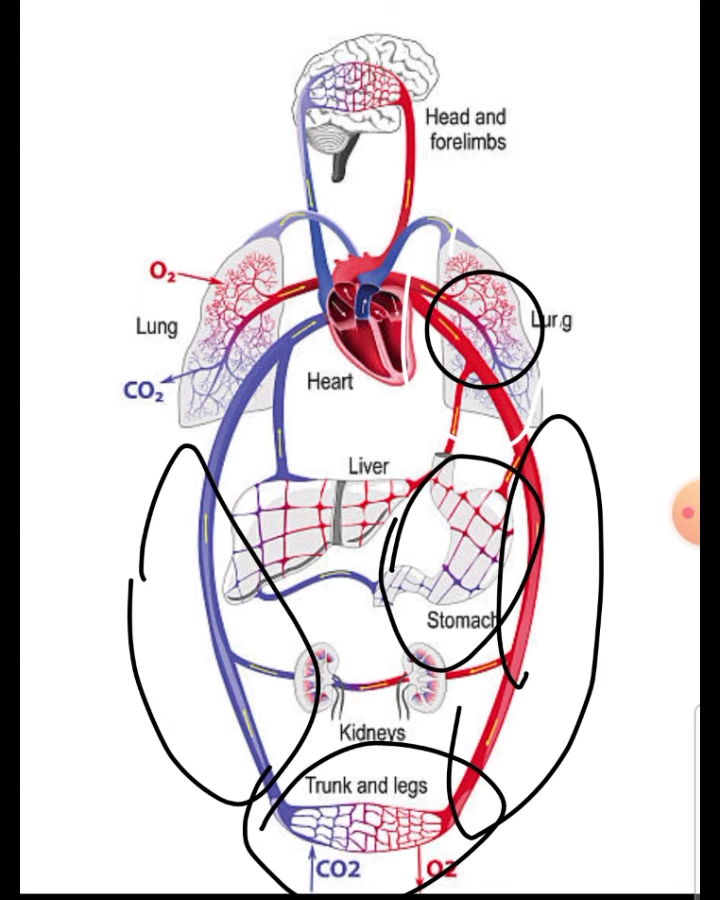 Head and
forelimbs
O₂
Lung
Lung
CO₂
Heart
Liver
Stomach
Kidneys
Trunk and legs
CO2
O2